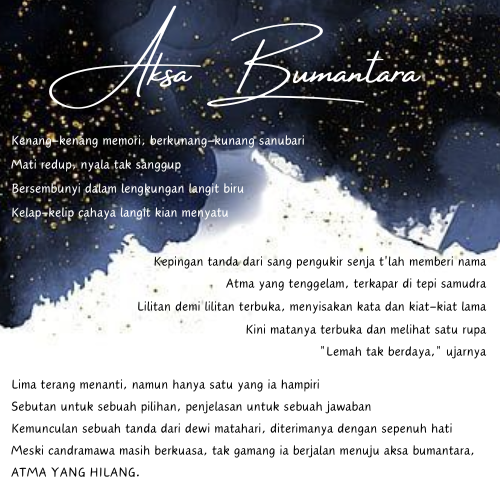 Aksa Bumantara
Kenang-kenang memori, berkunang-kunang sanubari
Mati redup, nyala tak sanggup
Bersembunyi dalam lengkungan langit biru
Kelap-kelip cahaya langit kian menyatu
Kepingan tanda dari sang pengukir senja t'lah memberi nama
Atma yang tenggelam, terkapar di tepi samudra
Lilitan demi lilitan terbuka, menyisakan kata dan kiat-kiat lama
Kini matanya terbuka dan melihat satu rupa
"Lemah tak berdaya," ujarnya
Lima terang menanti, namun hanya satu yang ia hampiri
Sebutan untuk sebuah pilihan, penjelasan untuk sebuah jawaban
Kemunculan sebuah tanda dari dewi matahari, diterimanya dengan sepenuh hati
Meski candramawa masih berkuasa, tak gamang ia berjalan menuju aksa bumantara,
ATMA YANG HILANG.